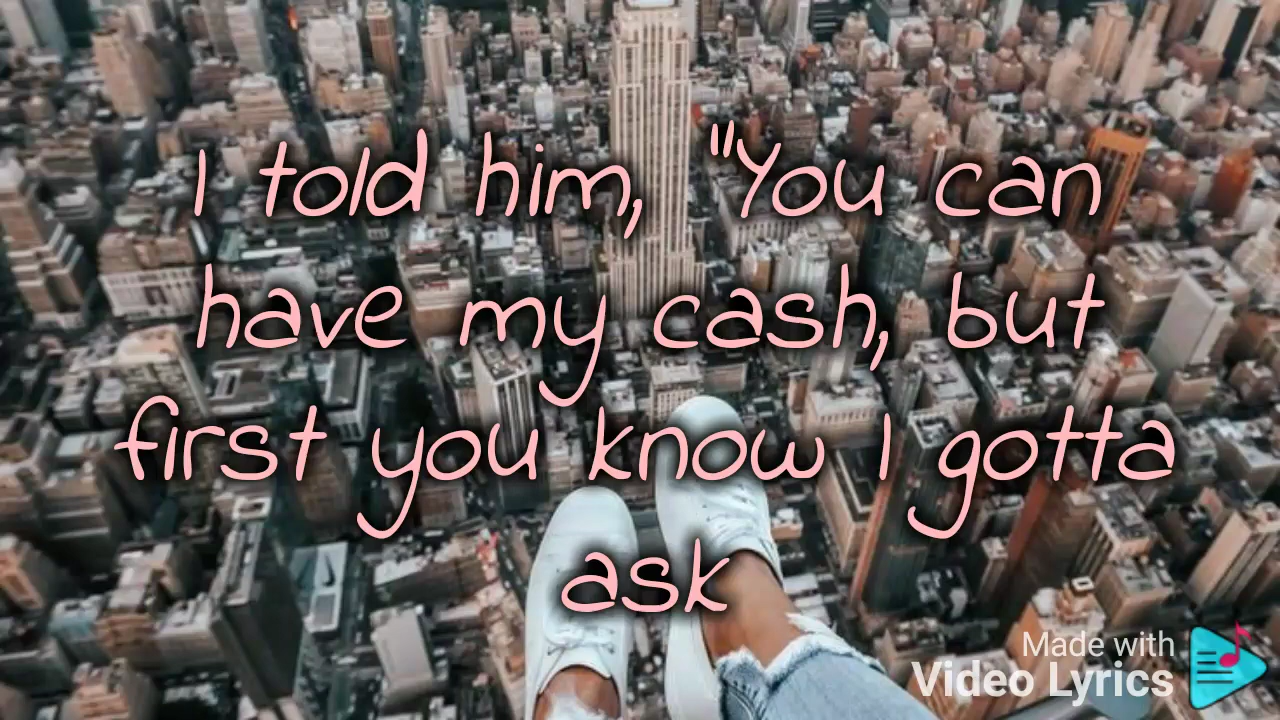 I told him, "You can
have my cash, but
first you know I gotta
ask
Made with
Video Lyrics